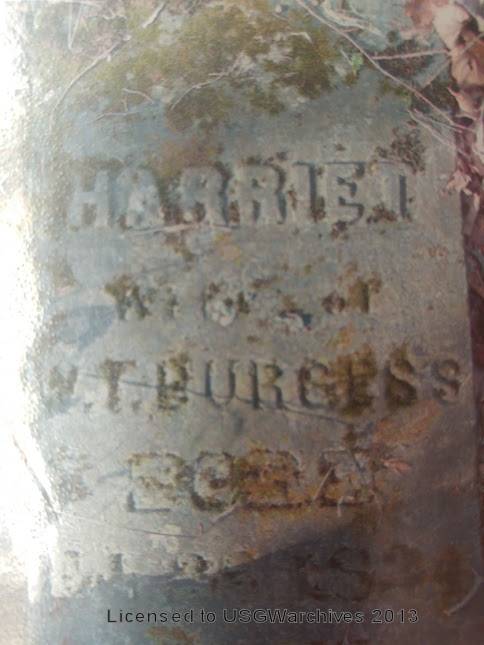 HARRIET
Wife of
W.T. BURGESS
BORN
Licensed to USGWarchives 2013